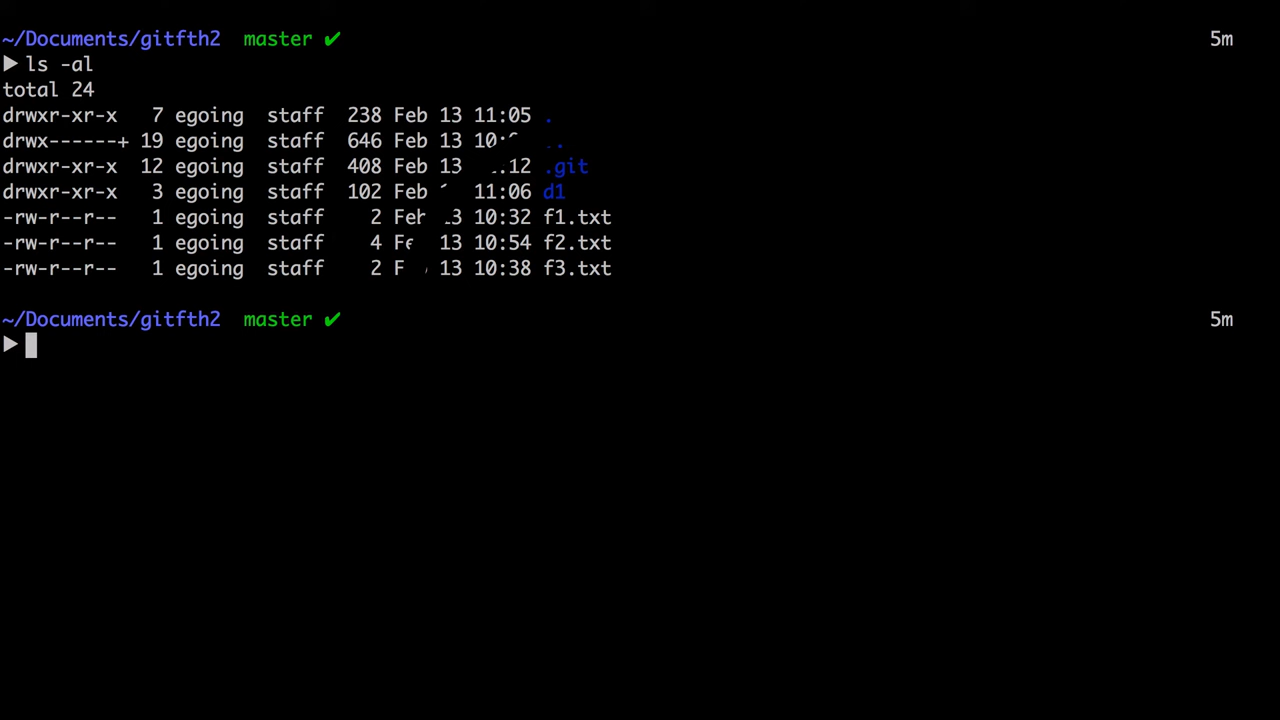 ~/Documents/gitfth2 master ✔ 5m
▶ ls -al
total 24
drwxr-xr-x 7 egoing staff 238 Feb 13 11:05 .
drwx------+ 19 egoing staff 646 Feb 13 ..
drwxr-xr-x 12 egoing staff 408 Feb 13 .git
drwxr-xr-x 3 egoing staff 102 Feb 11:06 d1
-rw-r--r-- 1 egoing staff 2 10:32 f1.txt
-rw-r--r-- 1 egoing staff 4 13 10:54 f2.txt
-rw-r--r-- 1 egoing staff 2 13 10:38 f3.txt
~/Documents/gitfth2 master ✔ 5m
▶